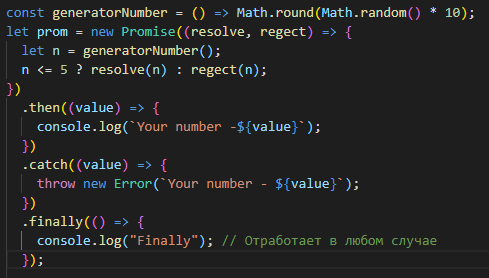 const generatorNumber = () => Math.round(Math.random() * 10);
let prom = new Promise((resolve, regect) => {
  let n = generatorNumber();
  n <= 5 ? resolve(n) : regect(n);
})
  .then((value) => {
    console.log(`Your number -${value}`);
  })
  .catch((value) => {
    throw new Error(`Your number - ${value}`);
  })
  .finally(() => {
    console.log("Finally"); // Отработает в любом случае
  });